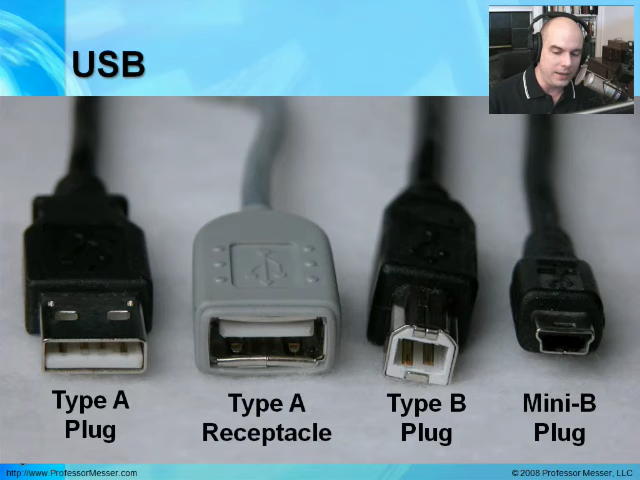 USB
Type A
Plug
Type A
Receptacle
Type B
Plug
Mini-B
Plug
http://www.ProfessorMesser.com
© 2008 Professor Messer, LLC